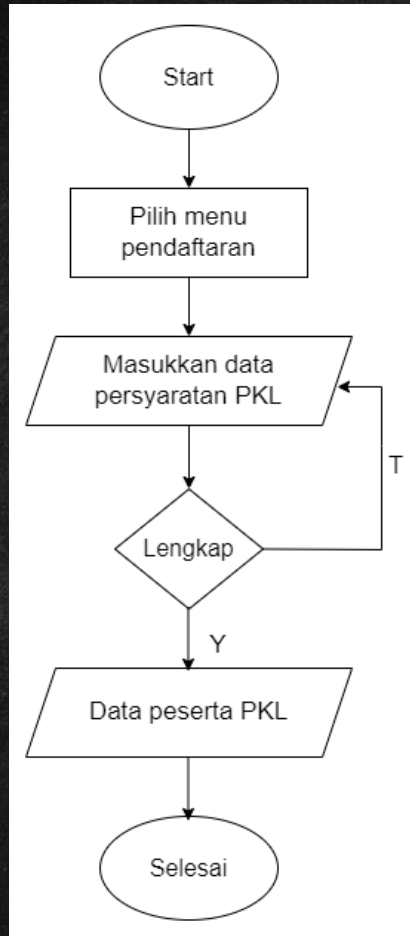 Start
Pilih menu
pendaftaran
Masukkan data
persyaratan PKL
T
Lengkap
Y
Data peserta PKL
Selesai